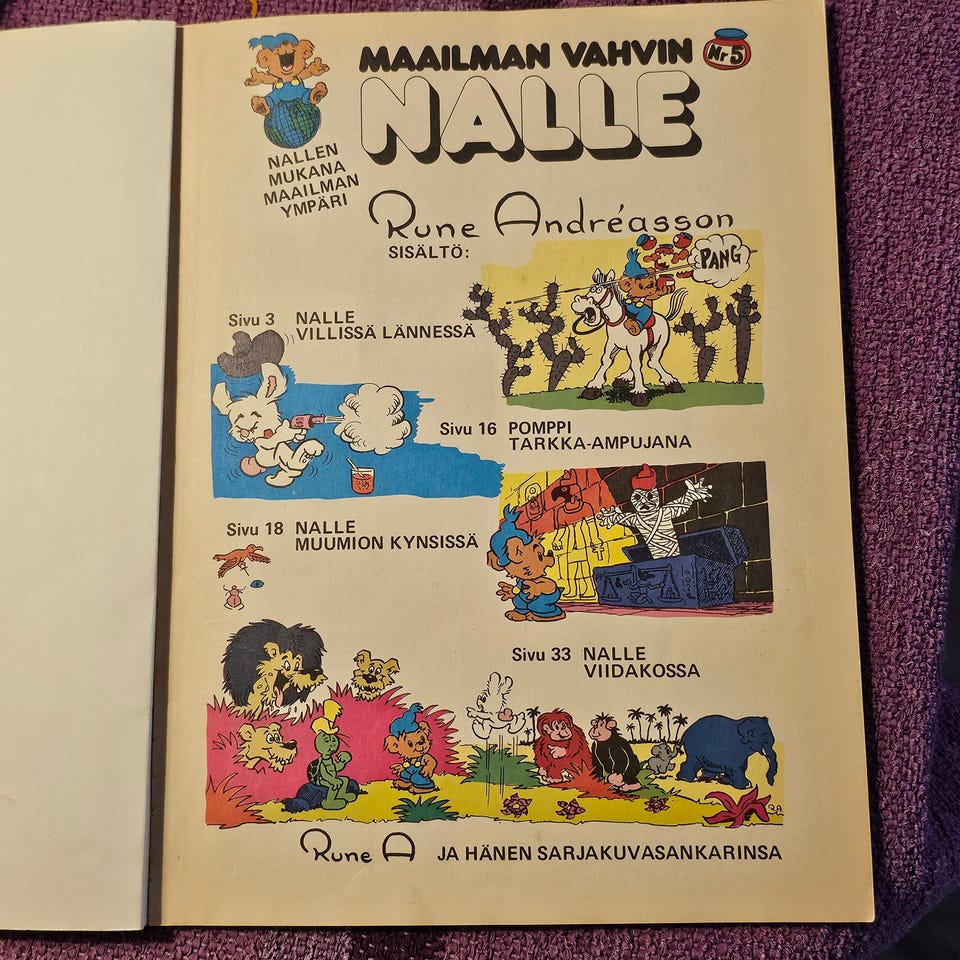 MAAILMAN VAHVIN
Nr 5
NALLE
NALLEN
MUKANA
MAAILMAN
YMPÄRI
Rune Andréasson
SISÄLTÖ:
PANG
Sivu 3 NALLE
VILLISSÄ LÄNNESSÄ
Sivu 16 POMPPI
TARKKA-AMPUJANA
Sivu 18 NALLE
MUUMION KYNSISSÄ
Sivu 33 NALLE
VIIDAKOSSA
R.A.
Rune A JA HÄNEN SARJAKUVASANKARINSA